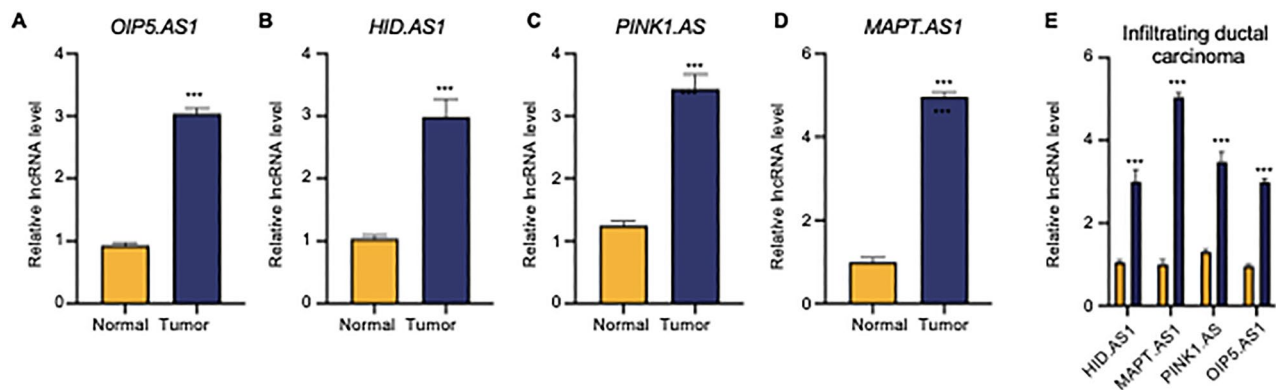 A
OIP5.AS1
Relative lncRNA level
4
3
2
1
0
***
Normal Tumor
B
HID.AS1
Relative lncRNA level
4
3
2
1
0
***
Normal Tumor
C
PINK1.AS
Relative lncRNA level
4
3
2
1
0
***
***
Normal Tumor
D
MAPT.AS1
Relative lncRNA level
6
4
2
0
***
***
Normal Tumor
E
Infiltrating ductal
carcinoma
Relative lncRNA level
6
4
2
0
***
***
***
***
HID.AS1
MAPT.AS1
PINK1.AS
OIP5.AS1